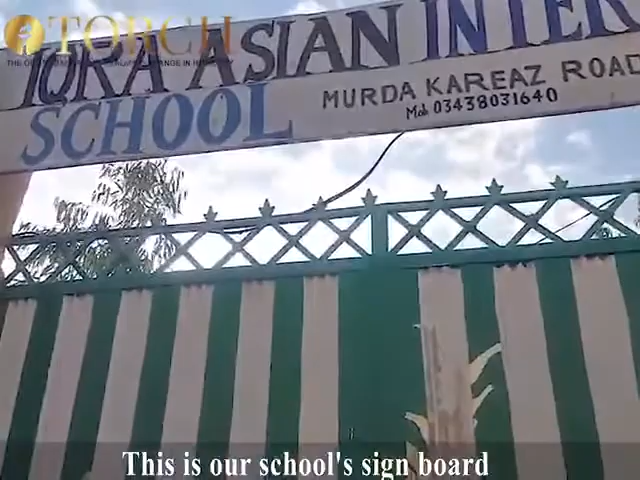 TORCH
IQRA ASIAN INTER
SCHOOL
MURDA KAREAZ ROAD
Mob 03438031640
This is our school's sign board